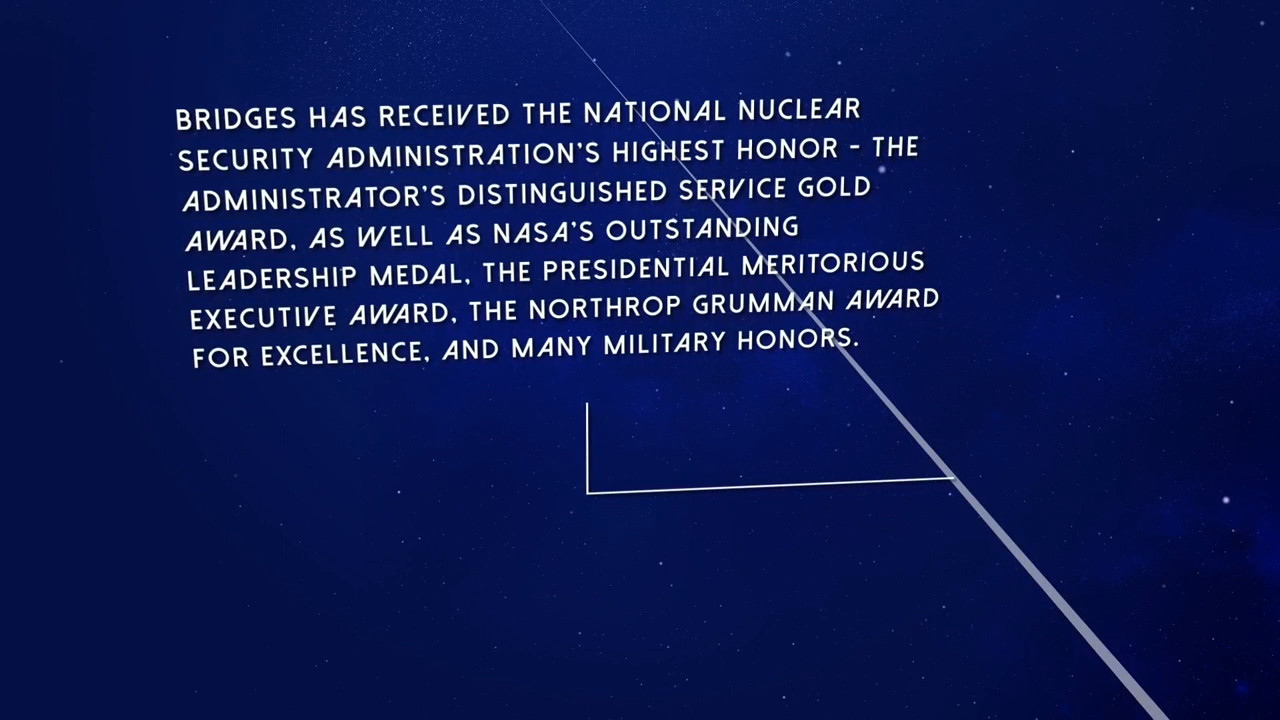 BRIDGES HAS RECEIVED THE NATIONAL NUCLEAR
SECURITY ADMINISTRATION'S HIGHEST HONOR - THE
ADMINISTRATOR'S DISTINGUISHED SERVICE GOLD
AWARD, AS WELL AS NASA'S OUTSTANDING
LEADERSHIP MEDAL, THE PRESIDENTIAL MERITORIOUS
EXECUTIVE AWARD, THE NORTHROP GRUMMAN AWARD
FOR EXCELLENCE, AND MANY MILITARY HONORS.